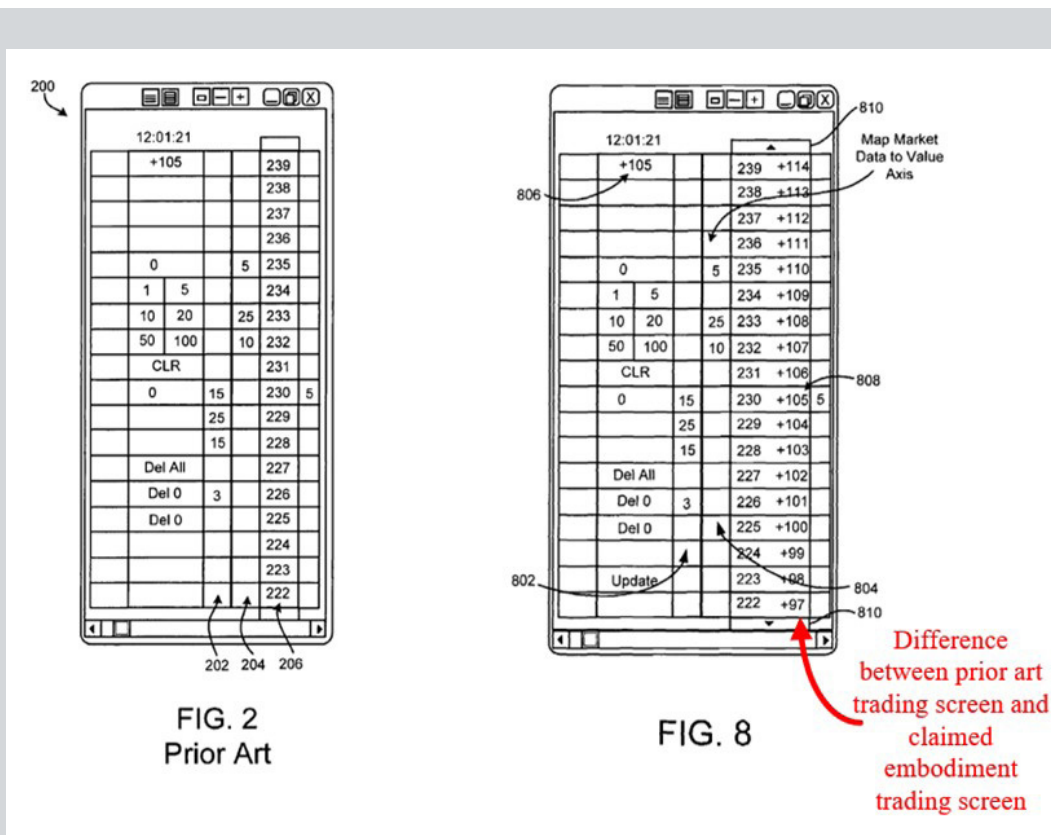 200
12:01:21
+105 239
238
237
236
0 5 235
1 5 234
10 20 25 233
50 100 10 232
CLR 231
0 15 230 5
25 229
15 228
Del All 227
Del 0 3 226
Del 0 225
224
223
222
202 204 206
FIG. 2
Prior Art
X
X
810
Map Market
Data to Value
Axis
12:01:21
806
+105 239 +114
238 +113
237 +112
236 +111
0 5 235 +110
1 5 234 +109
10 20 25 233 +108
50 100 10 232 +107
CLR 231 +106
808
0 15 230 +105 5
25 229 +104
15 228 +103
Del All 227 +102
Del 0 3 226 +101
Del 0 225 +100
224 +99
802
Update 223 +98
804
222 +97
810
FIG. 8
Difference
between prior art
trading screen and
claimed
embodiment
trading screen